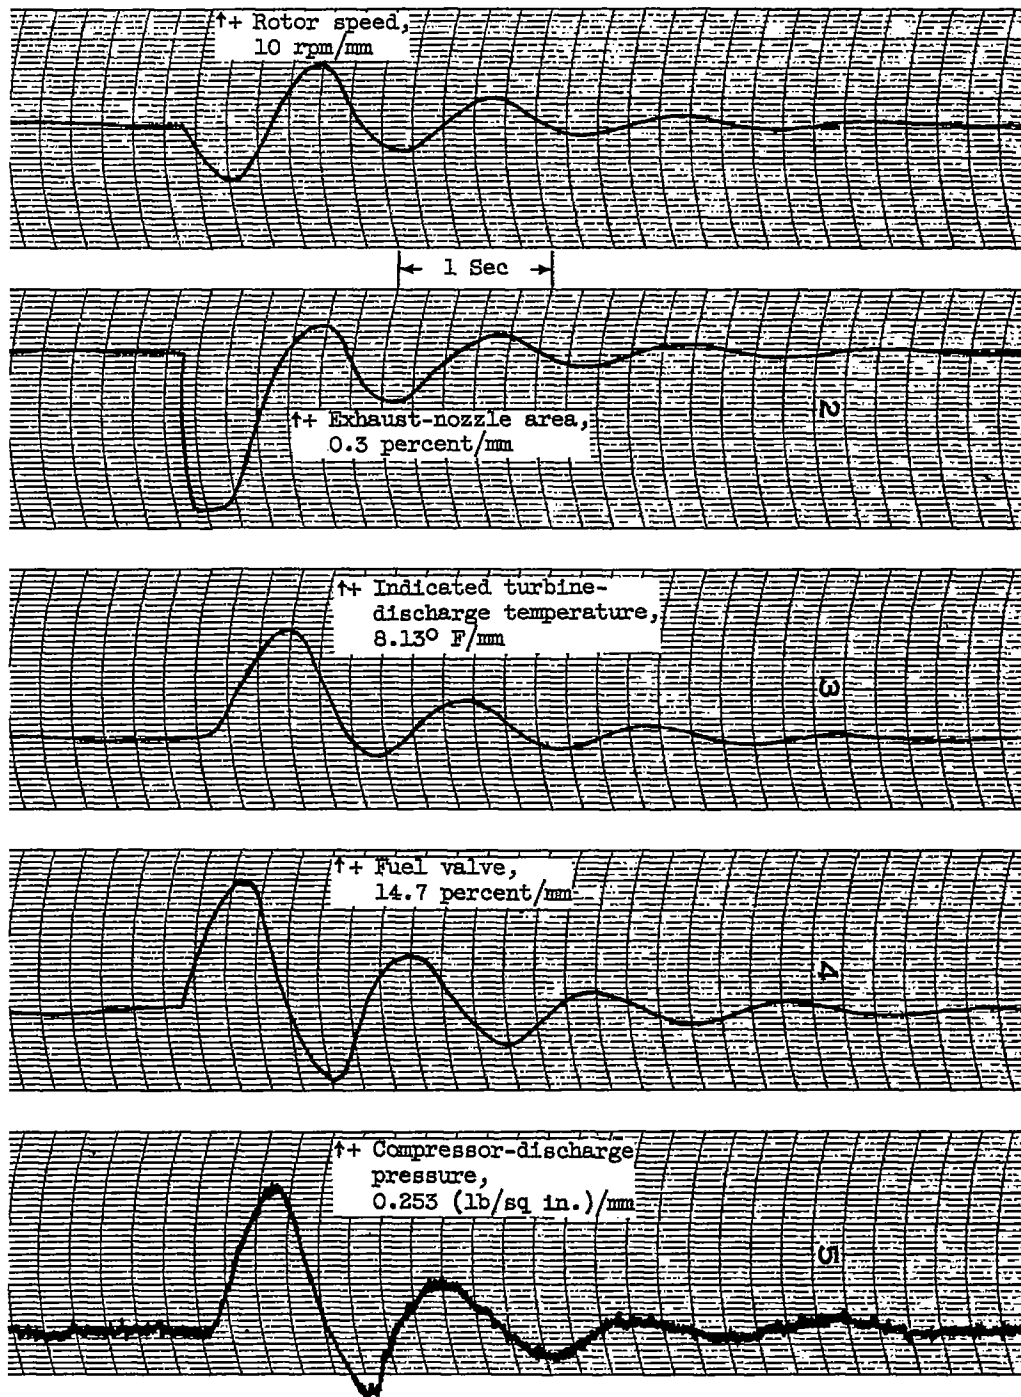 ↑+ Rotor speed,
10 rpm/mm
1 Sec
↑+ Exhaust-nozzle area,
0.3 percent/mm
2
↑+ Indicated turbine-
discharge temperature,
8.13° F/mm
3
↑+ Fuel valve,
14.7 percent/mm
4
↑+ Compressor-discharge
pressure,
0.253 (lb/sq in.)/mm
5